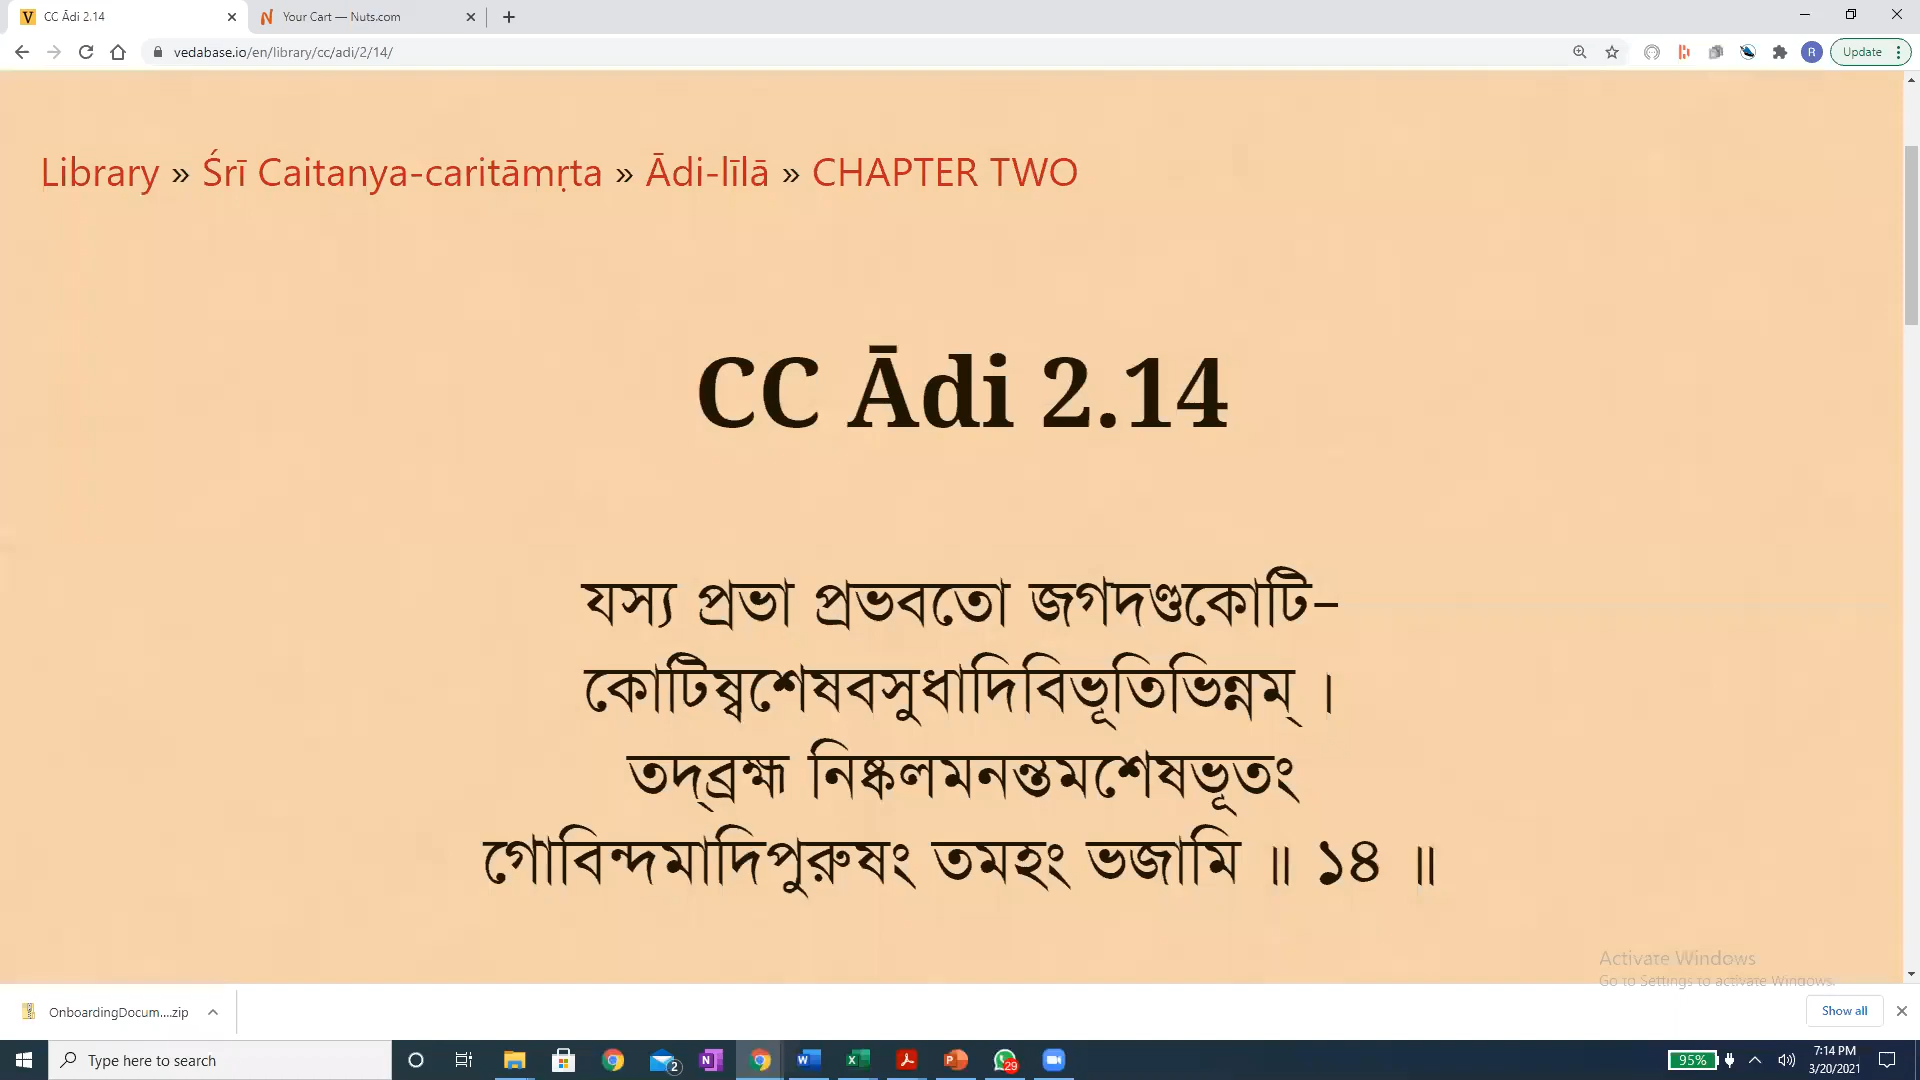 CC Ādi 2.14
Your Cart — Nuts.com
vedabase.io/en/library/cc/adi/2/14/
R
Update
Library » Śrī Caitanya-caritāmṛta » Ādi-līlā » CHAPTER TWO
CC Ādi 2.14
যস্য প্রভা প্রভবতো জগদণ্ডকোটি–
কোটিষ্বশেষবসুধাদিবিভূতিভিন্নম্ ।
তদ্‌ব্রহ্ম নিষ্কলমনন্তমশেষভূতং
গোবিন্দমাদিপুরুষং তমহং ভজামি ॥ ১৪ ॥
Activate Windows
Go to Settings to activate Windows.
OnboardingDocum....zip
Show all
Type here to search
2
29
95%
7:14 PM
3/20/2021